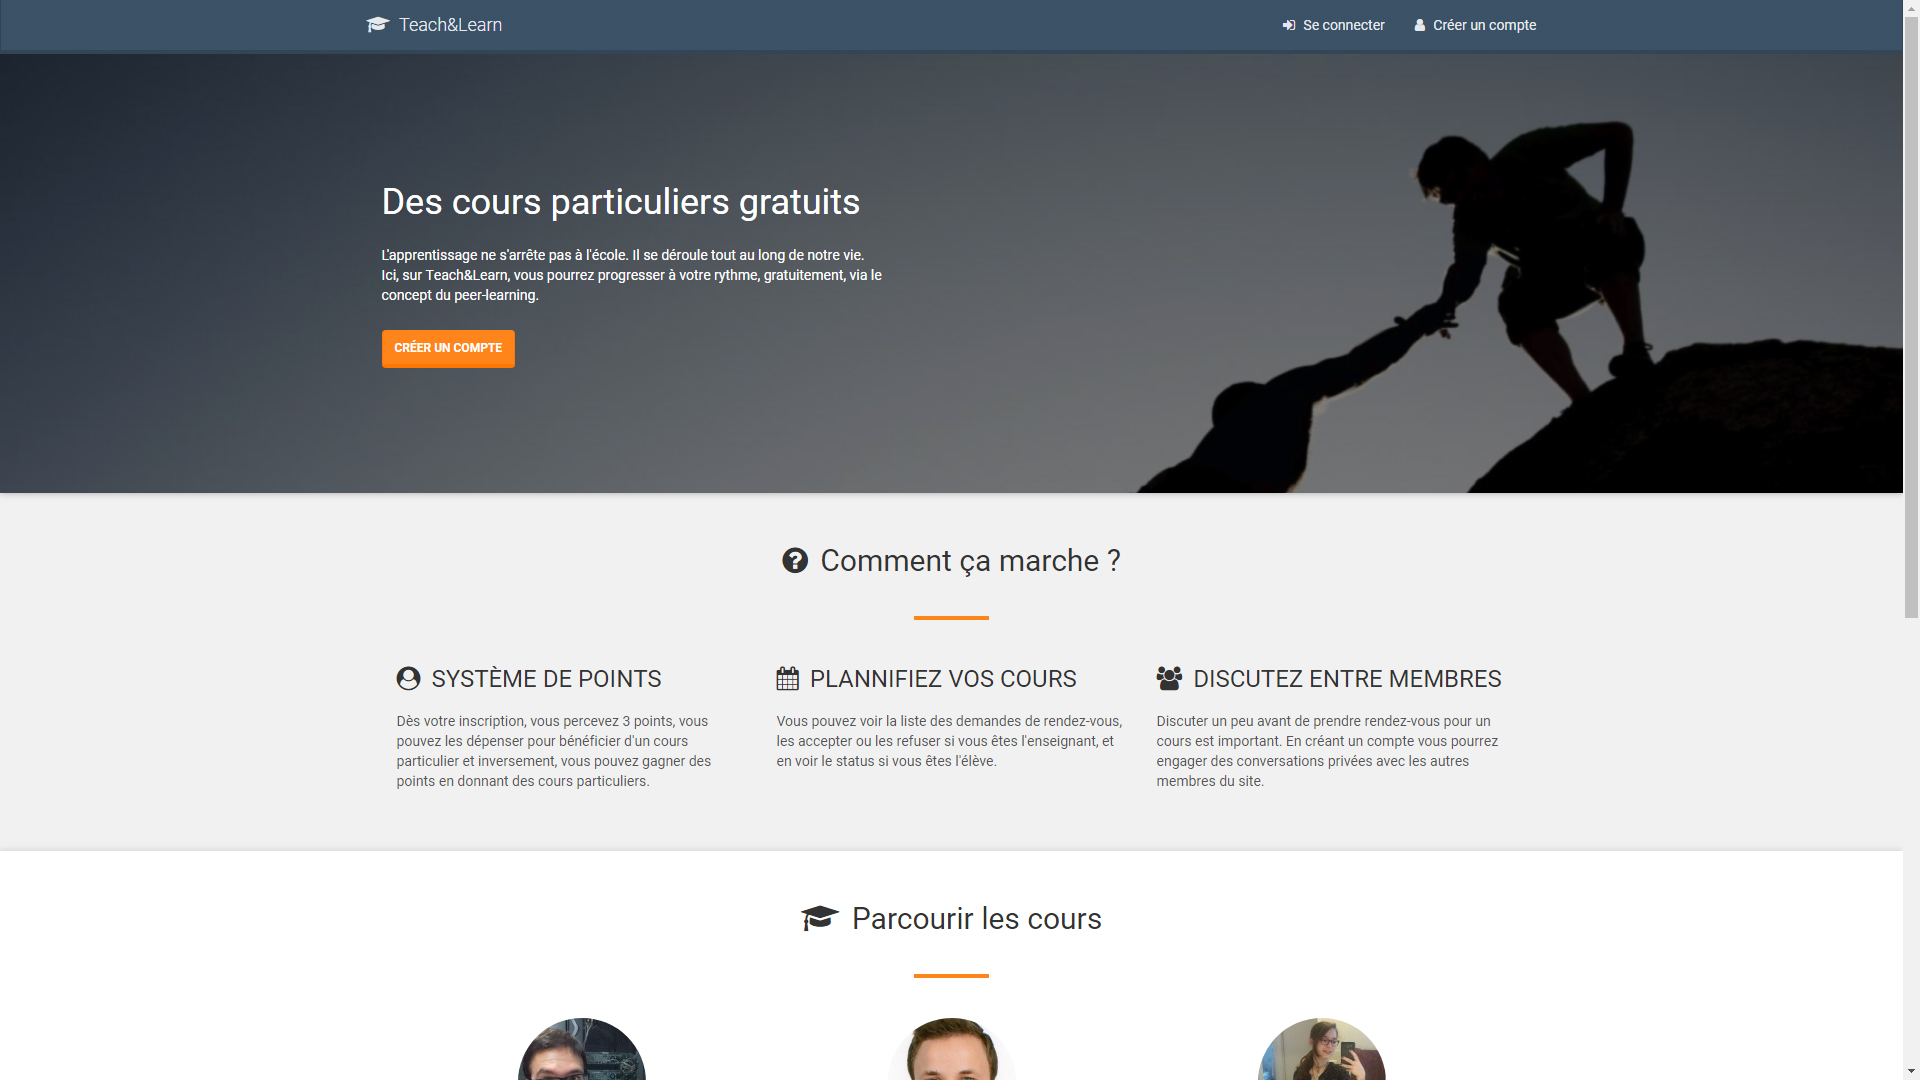 Teach&Learn
Se connecter
Créer un compte
Des cours particuliers gratuits
L'apprentissage ne s'arrête pas à l'école. Il se déroule tout au long de notre vie.
Ici, sur Teach&Learn, vous pourrez progresser à votre rythme, gratuitement, via le
concept du peer-learning.
CRÉER UN COMPTE
Comment ça marche ?
SYSTÈME DE POINTS
Dès votre inscription, vous percevez 3 points, vous
pouvez les dépenser pour bénéficier d'un cours
particulier et inversement, vous pouvez gagner des
points en donnant des cours particuliers.
PLANNIFIEZ VOS COURS
Vous pouvez voir la liste des demandes de rendez-vous,
les accepter ou les refuser si vous êtes l'enseignant, et
en voir le status si vous êtes l'élève.
DISCUTEZ ENTRE MEMBRES
Discuter un peu avant de prendre rendez-vous pour un
cours est important. En créant un compte vous pourrez
engager des conversations privées avec les autres
membres du site.
Parcourir les cours